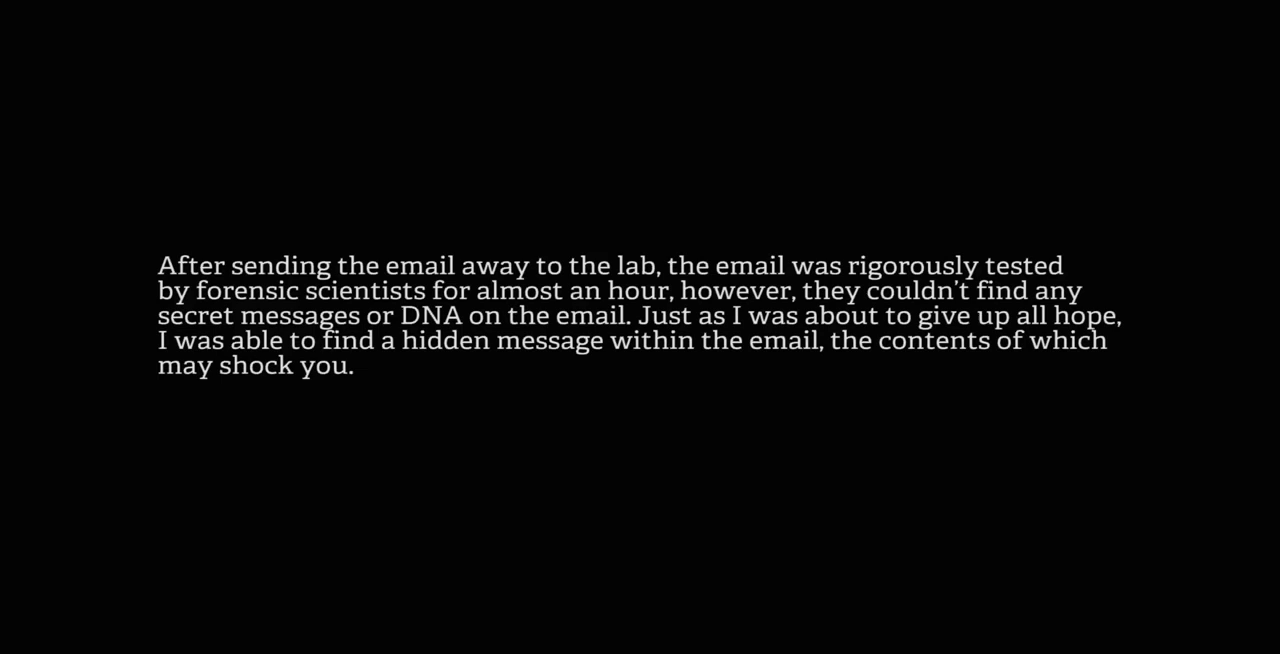 After sending the email away to the lab, the email was rigorously tested
by forensic scientists for almost an hour, however, they couldn’t find any
secret messages or DNA on the email. Just as I was about to give up all hope,
I was able to find a hidden message within the email, the contents of which
may shock you.